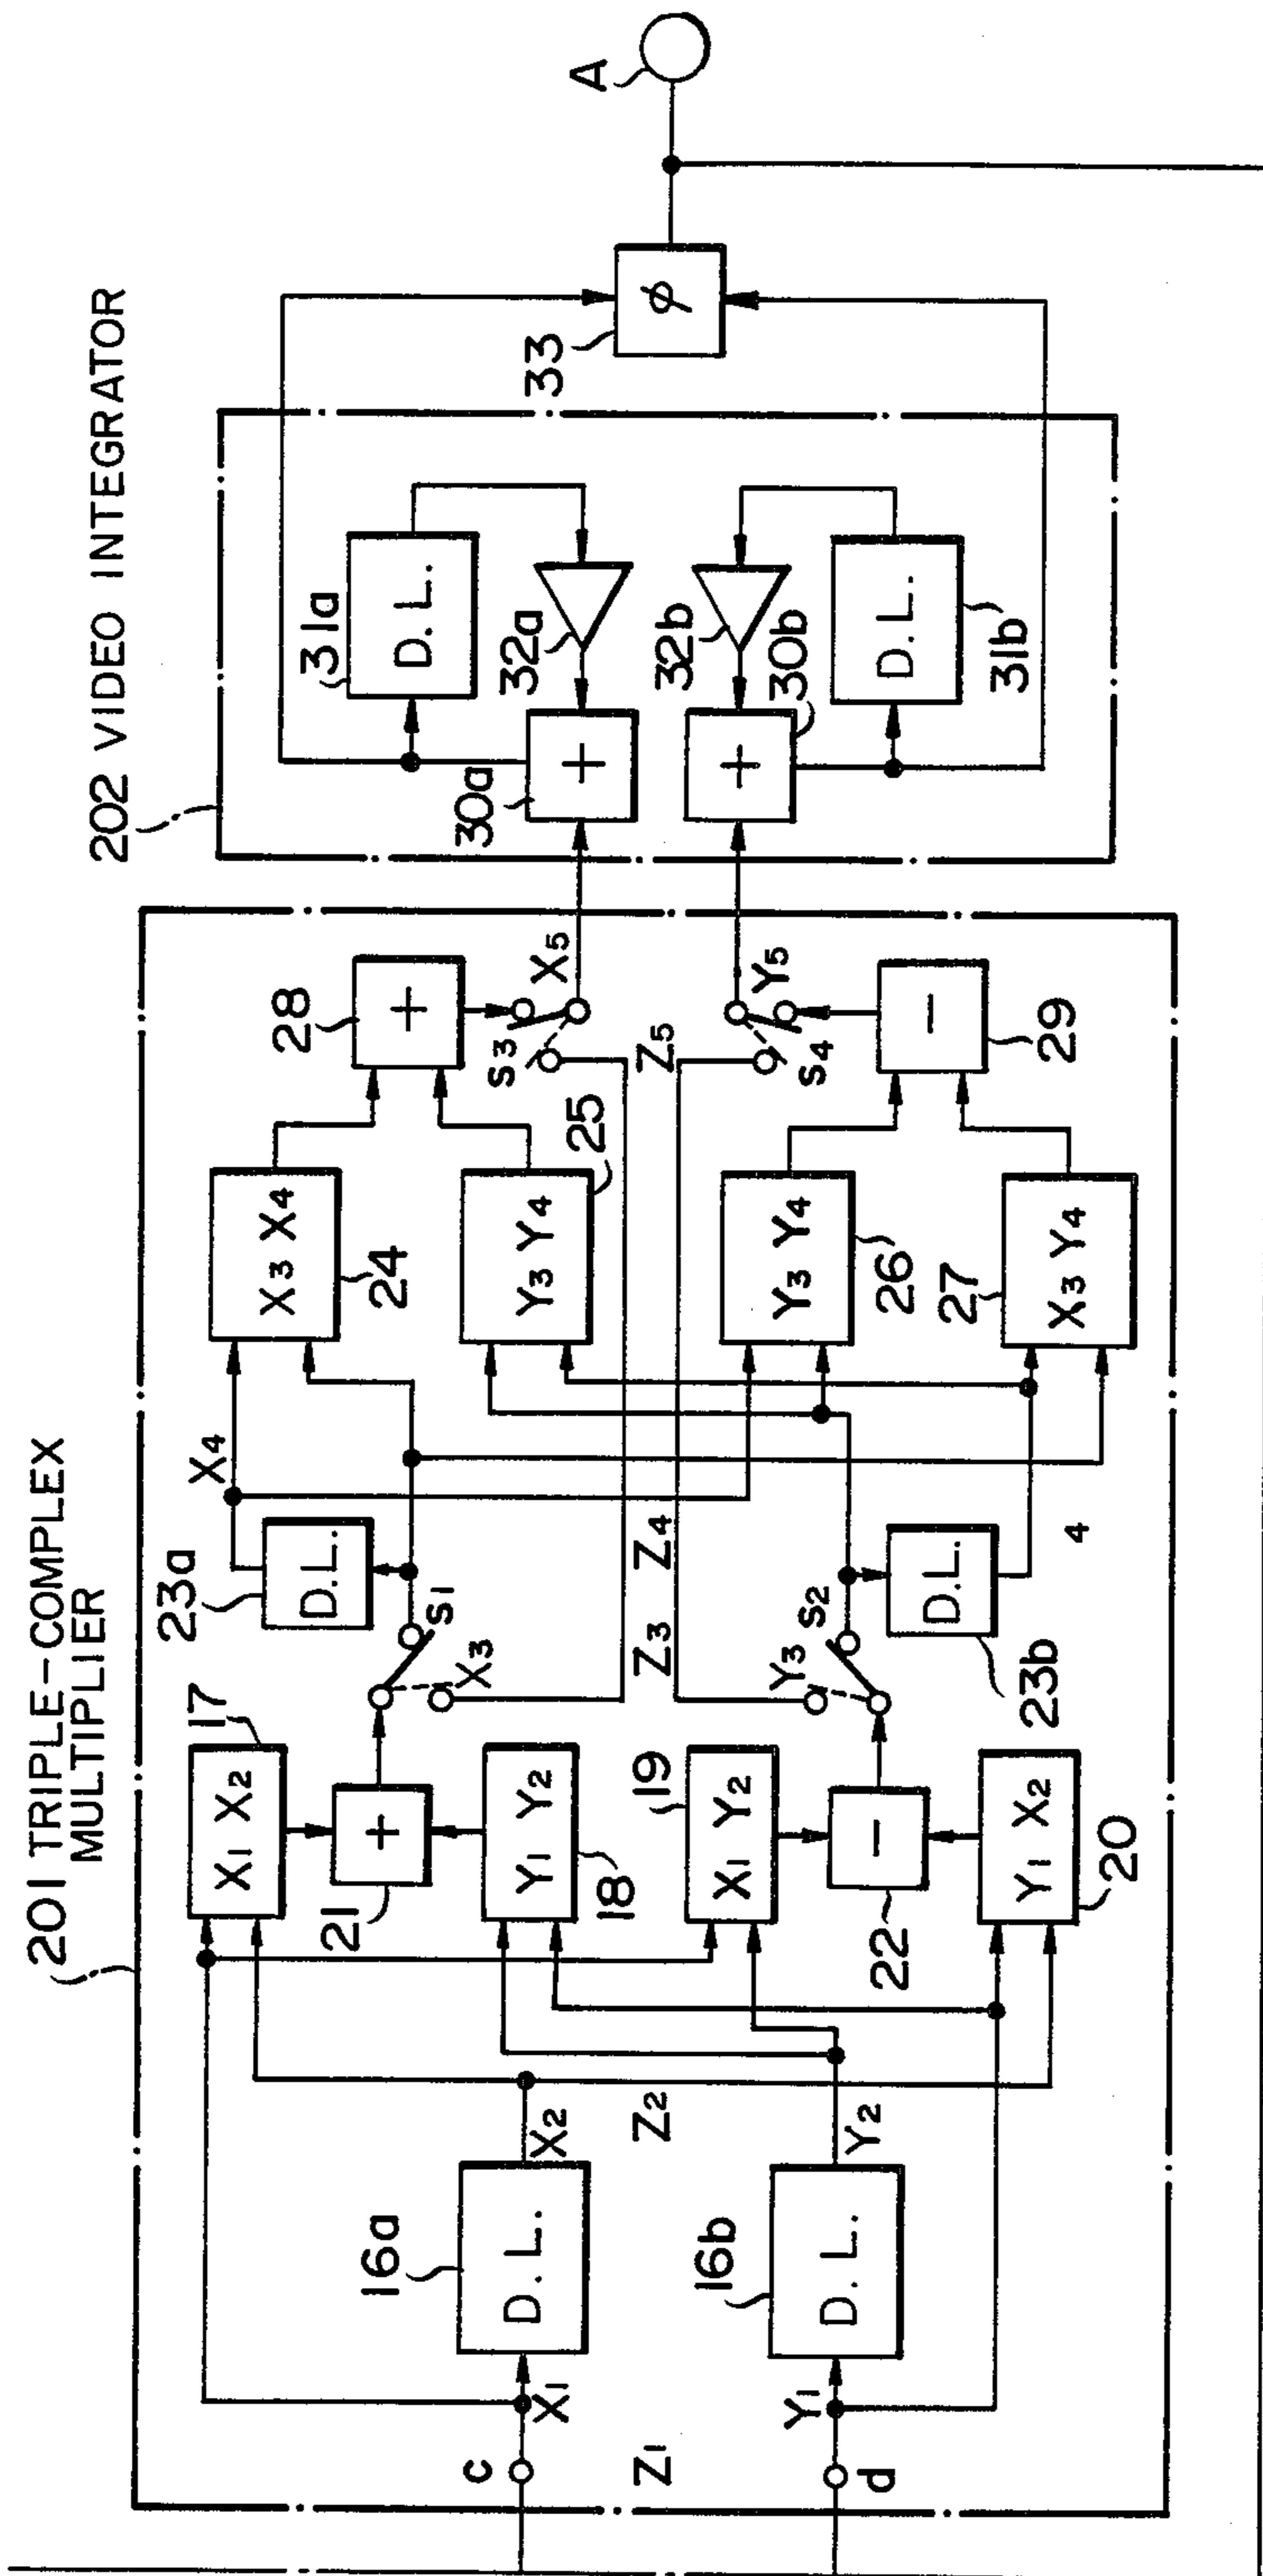 201 TRIPLE-COMPLEX
MULTIPLIER
202 VIDEO INTEGRATOR
c
d
Z1
X1
Y1
16a
D. L.
16b
D. L.
X2
Z2
Y2
17
X1 X2
21
+
Y1 Y2
18
19
X1 Y2
22
−
Y1 X2
20
X3
S1
Z3
Y3
S2
23a
D.L.
X4
Z4
23b
D.L.
4
X3 X4
24
Y3 Y4
25
Y3 Y4
26
X3 Y4
27
28
+
S3
X5
Z5
Y5
S4
−
29
30a
+
31a
D. L.
32a
32b
+
30b
D. L.
31b
33
ϕ
A